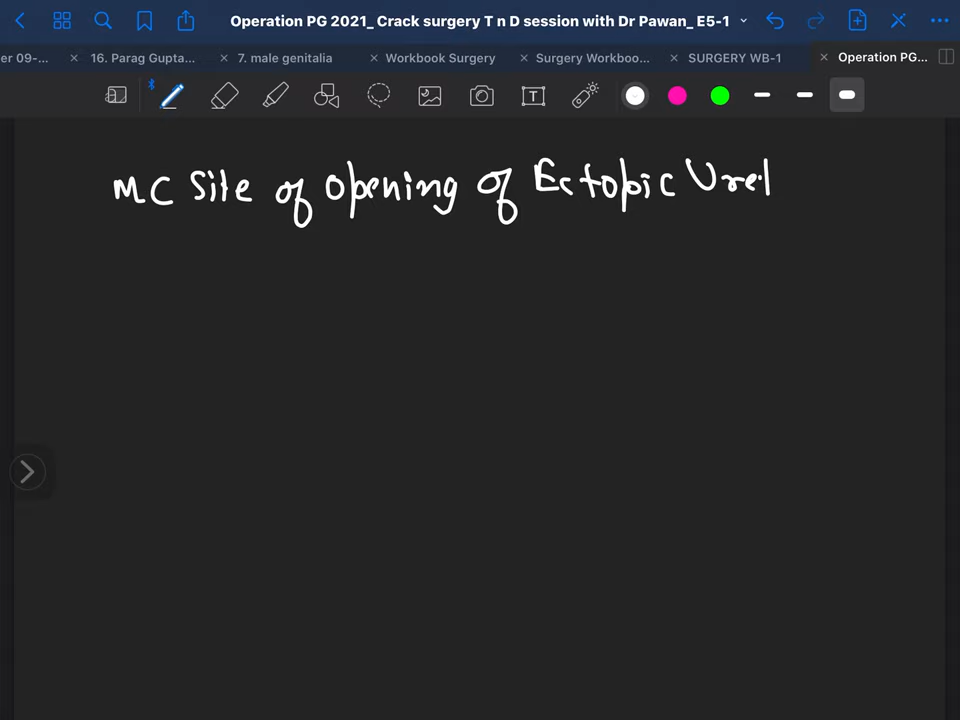 Operation PG 2021_ Crack surgery T n D session with Dr Pawan_ E5-1
er 09-... 16. Parag Gupta... 7. male genitalia Workbook Surgery Surgery Workboo... SURGERY WB-1 Operation PG...
MC Site of Opening of Ectopic Uret